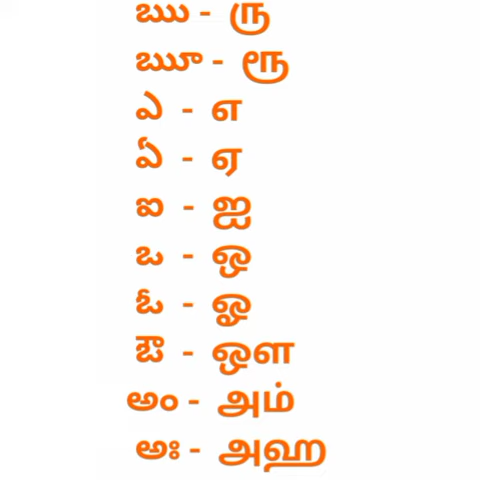 ఋ - ரு
ౠ - ரூ
ఎ - எ
ఏ - ஏ
ఐ - ஐ
ఒ - ஒ
ఓ - ஓ
ఔ - ஔ
అం - அம்
అః - அஹ